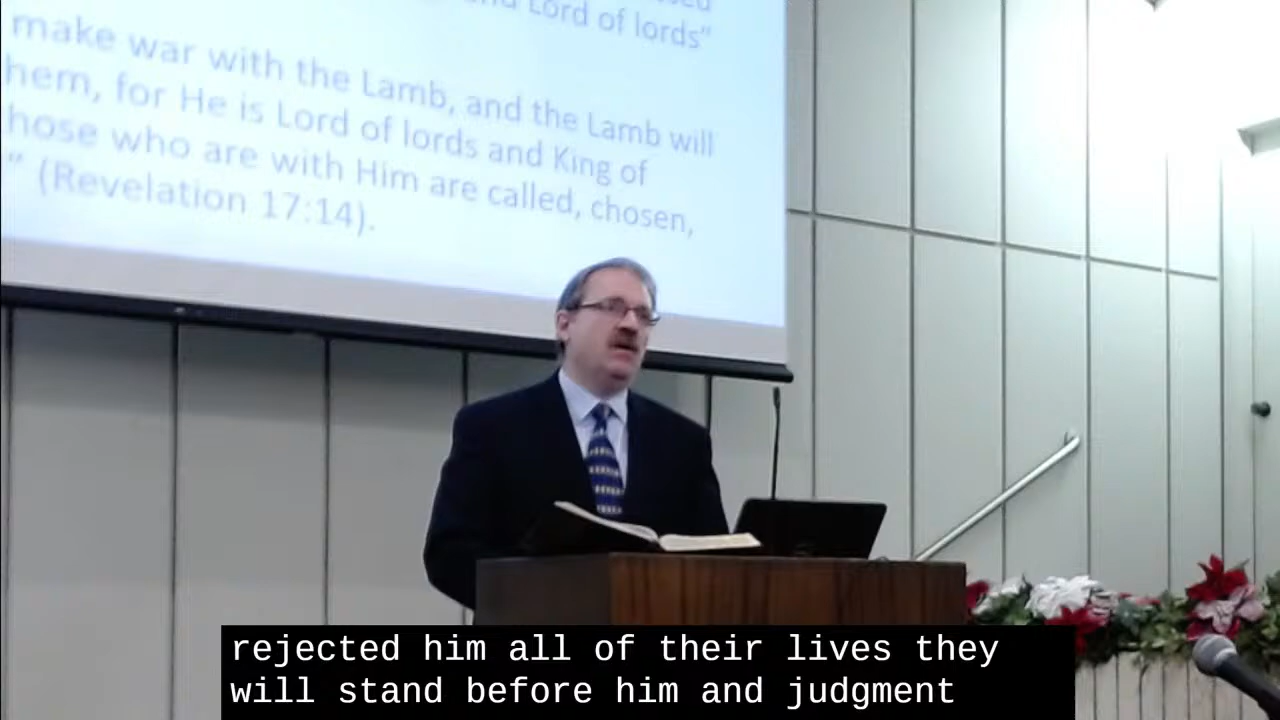 Lord of lords"
make war with the Lamb, and the Lamb will
hem, for He is Lord of lords and King of
hose who are with Him are called, chosen,
" (Revelation 17:14).
rejected him all of their lives they
will stand before him and judgment